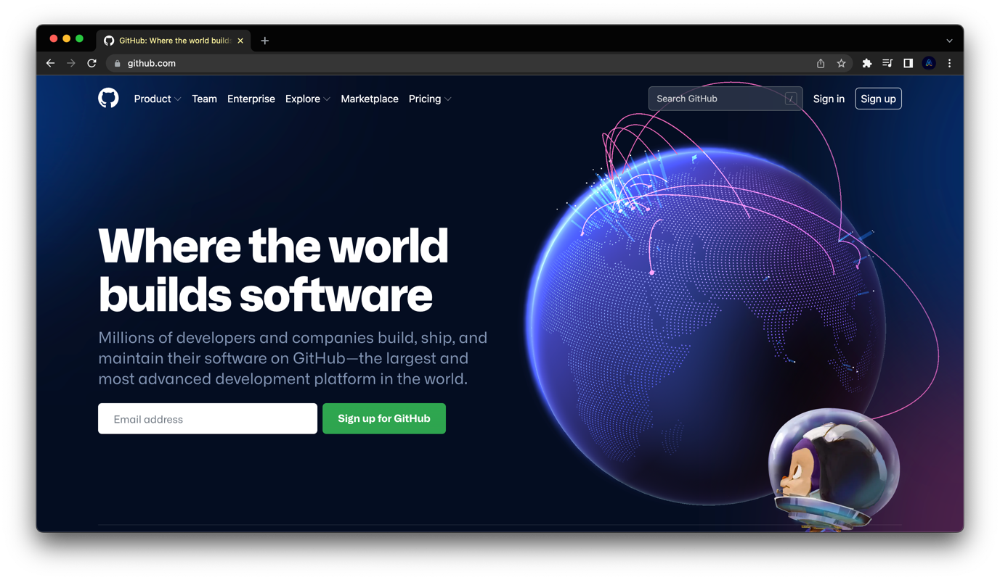 GitHub: Where the world builds
github.com
Product Team Enterprise Explore Marketplace Pricing
Search GitHub /
Sign in
Sign up
Where the world
builds software
Millions of developers and companies build, ship, and
maintain their software on GitHub—the largest and
most advanced development platform in the world.
Email address
Sign up for GitHub